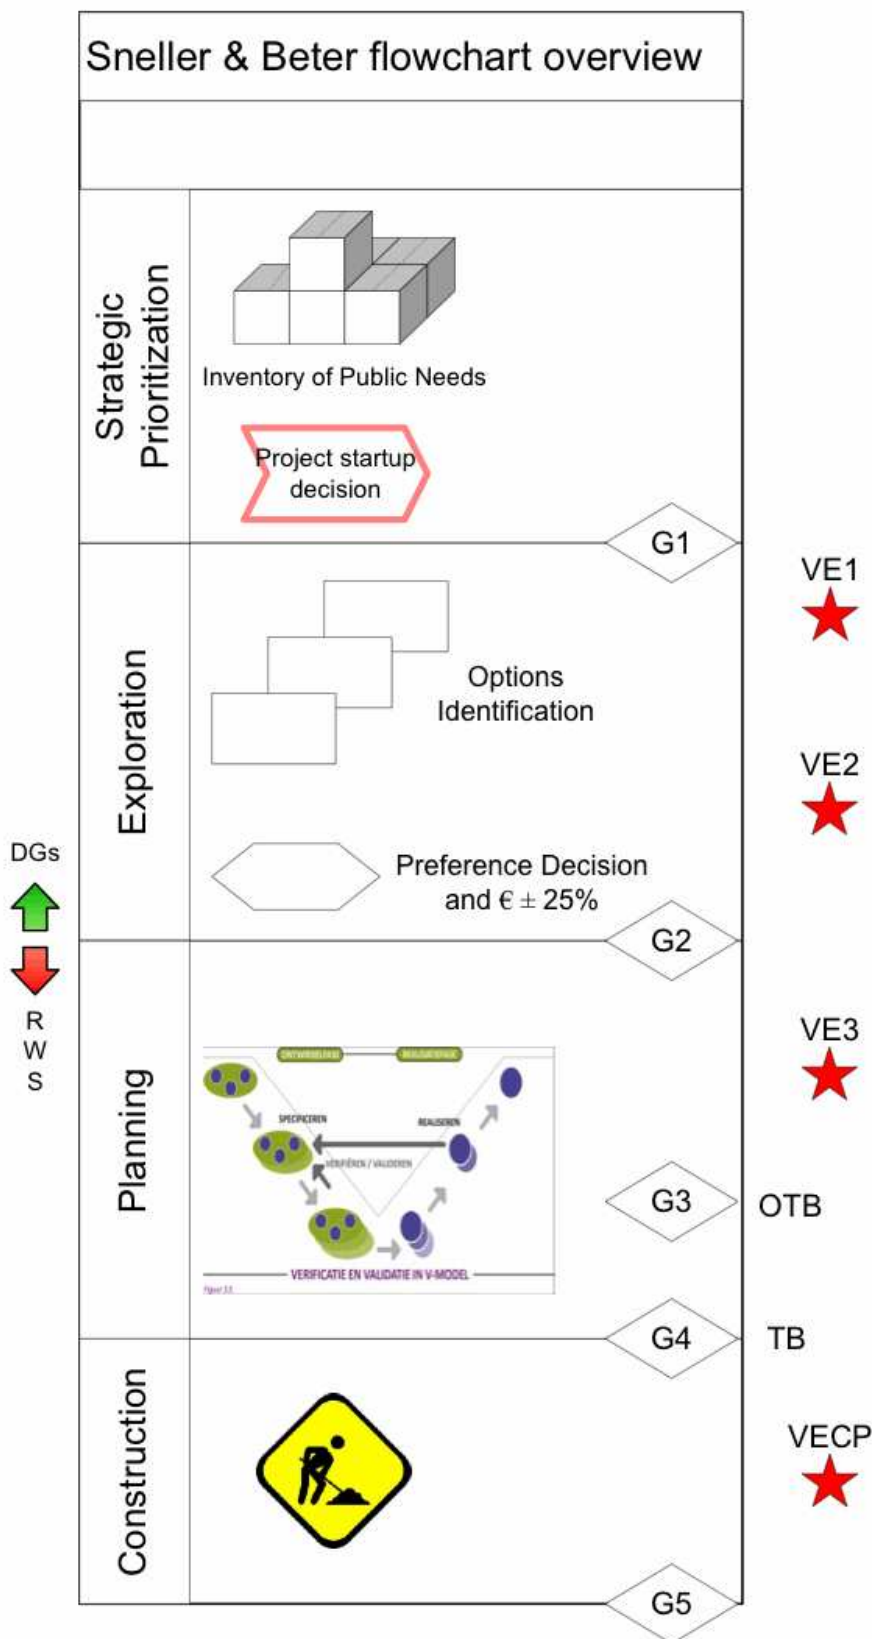 Sneller & Beter flowchart overview
Strategic
Prioritization
Inventory of Public Needs
Project startup
decision
G1
VE1
Exploration
Options
Identification
VE2
DGs
Preference Decision
and € ± 25%
G2
R
W
S
Planning
VE3
ONTWIKKELFASE
REALISATIEFASE
SPECIFICEREN
REALISEREN
VERIFIËREN / VALIDEREN
VERIFICATIE EN VALIDATIE IN V-MODEL
G3
OTB
G4
TB
Construction
VECP
G5